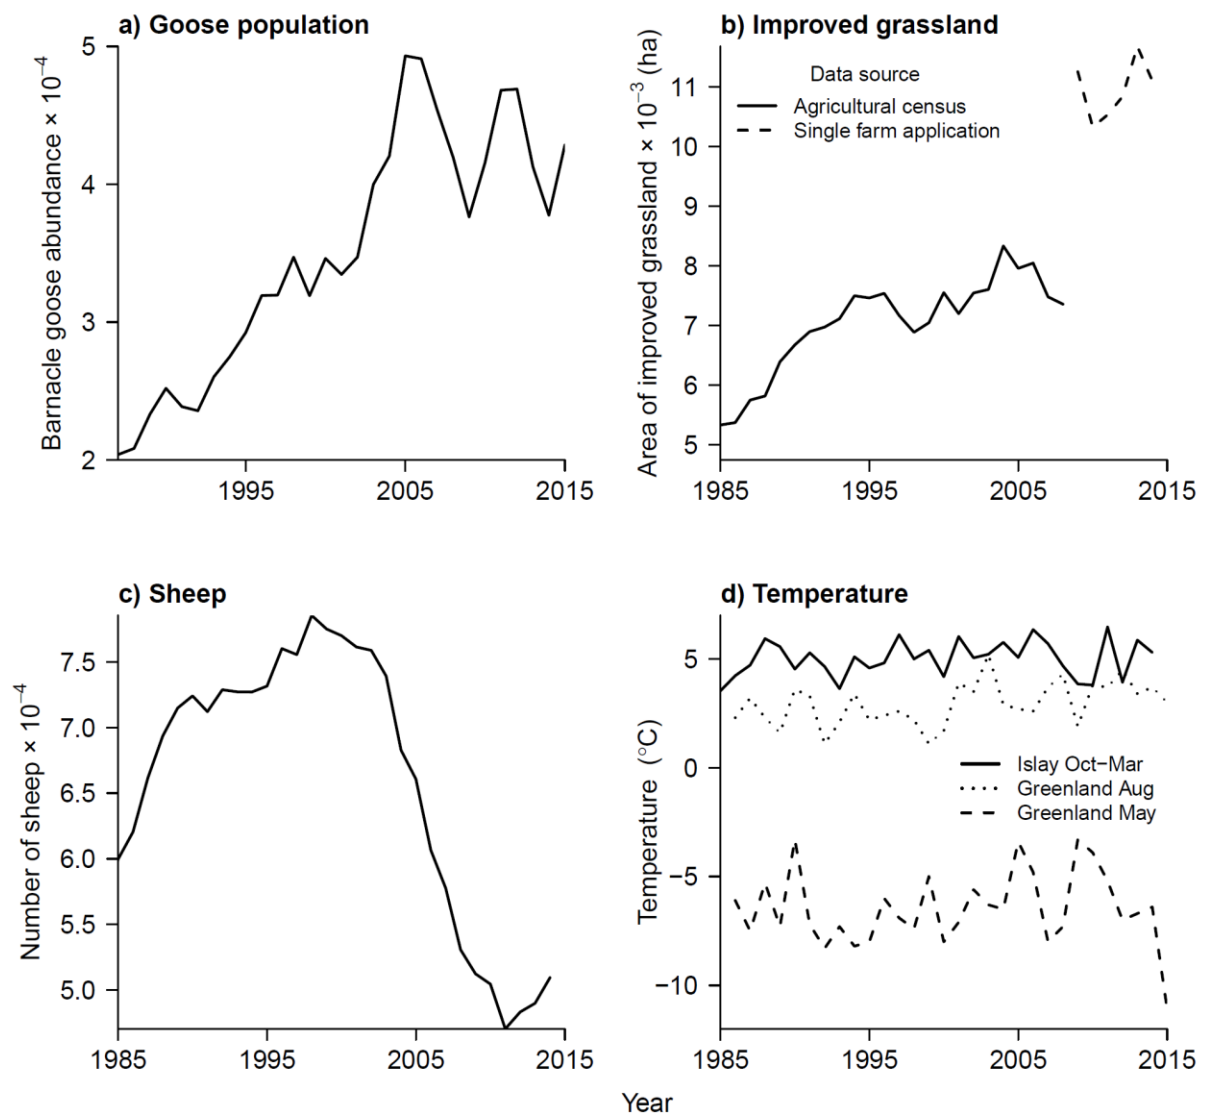 a) Goose population
Barnacle goose abundance × 10⁻⁴
5
4
3
2
1995
2005
2015
b) Improved grassland
Area of improved grassland × 10⁻³ (ha)
Data source
Agricultural census
Single farm application
11
10
9
8
7
6
5
1985
1995
2005
2015
c) Sheep
Number of sheep × 10⁻⁴
7.5
7.0
6.5
6.0
5.5
5.0
1985
1995
2005
2015
d) Temperature
Temperature (°C)
5
0
−5
−10
Islay Oct−Mar
Greenland Aug
Greenland May
1985
1995
2005
2015
Year